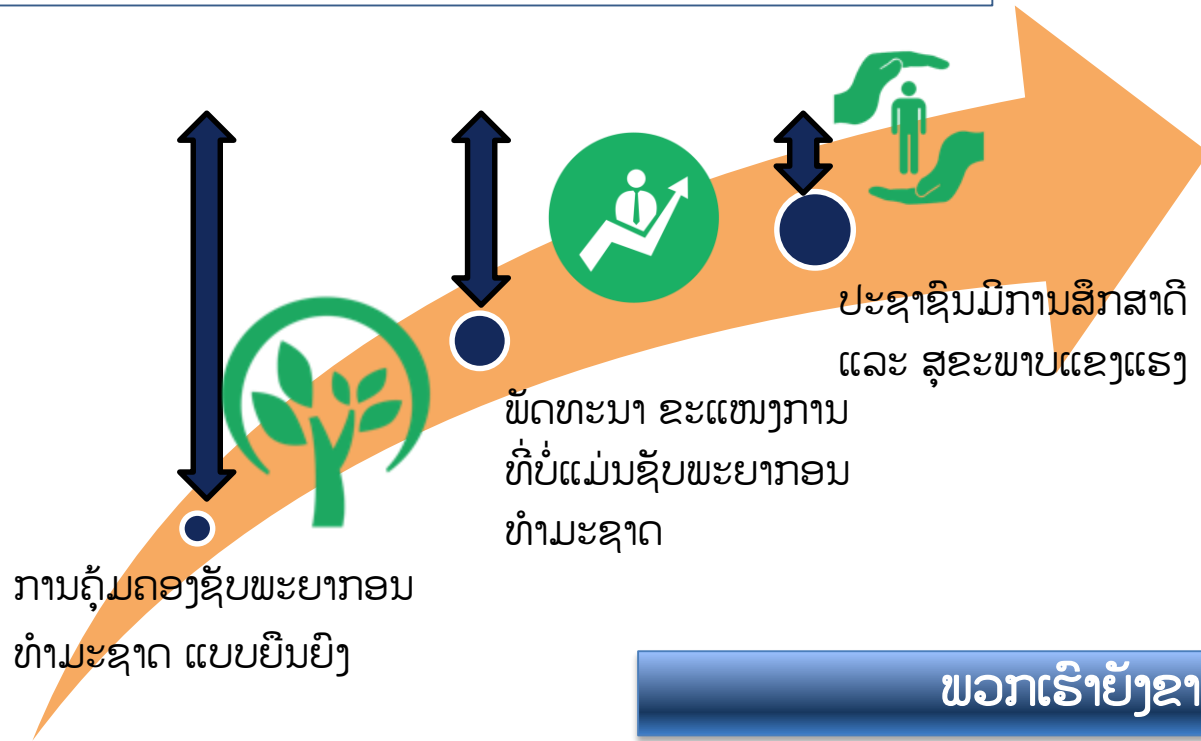 ປະຊາຊົນມີການສຶກສາດີ
ແລະ ສຸຂະພາບແຂງແຮງ
ພັດທະນາ ຂະແໜງການ
ທີ່ບໍ່ແມ່ນຊັບພະຍາກອນ
ທຳມະຊາດ
ການຄຸ້ມຄອງຊັບພະຍາກອນ
ທຳມະຊາດ ແບບຍືນຍົງ
ພວກເຮົາຍັງຂາ